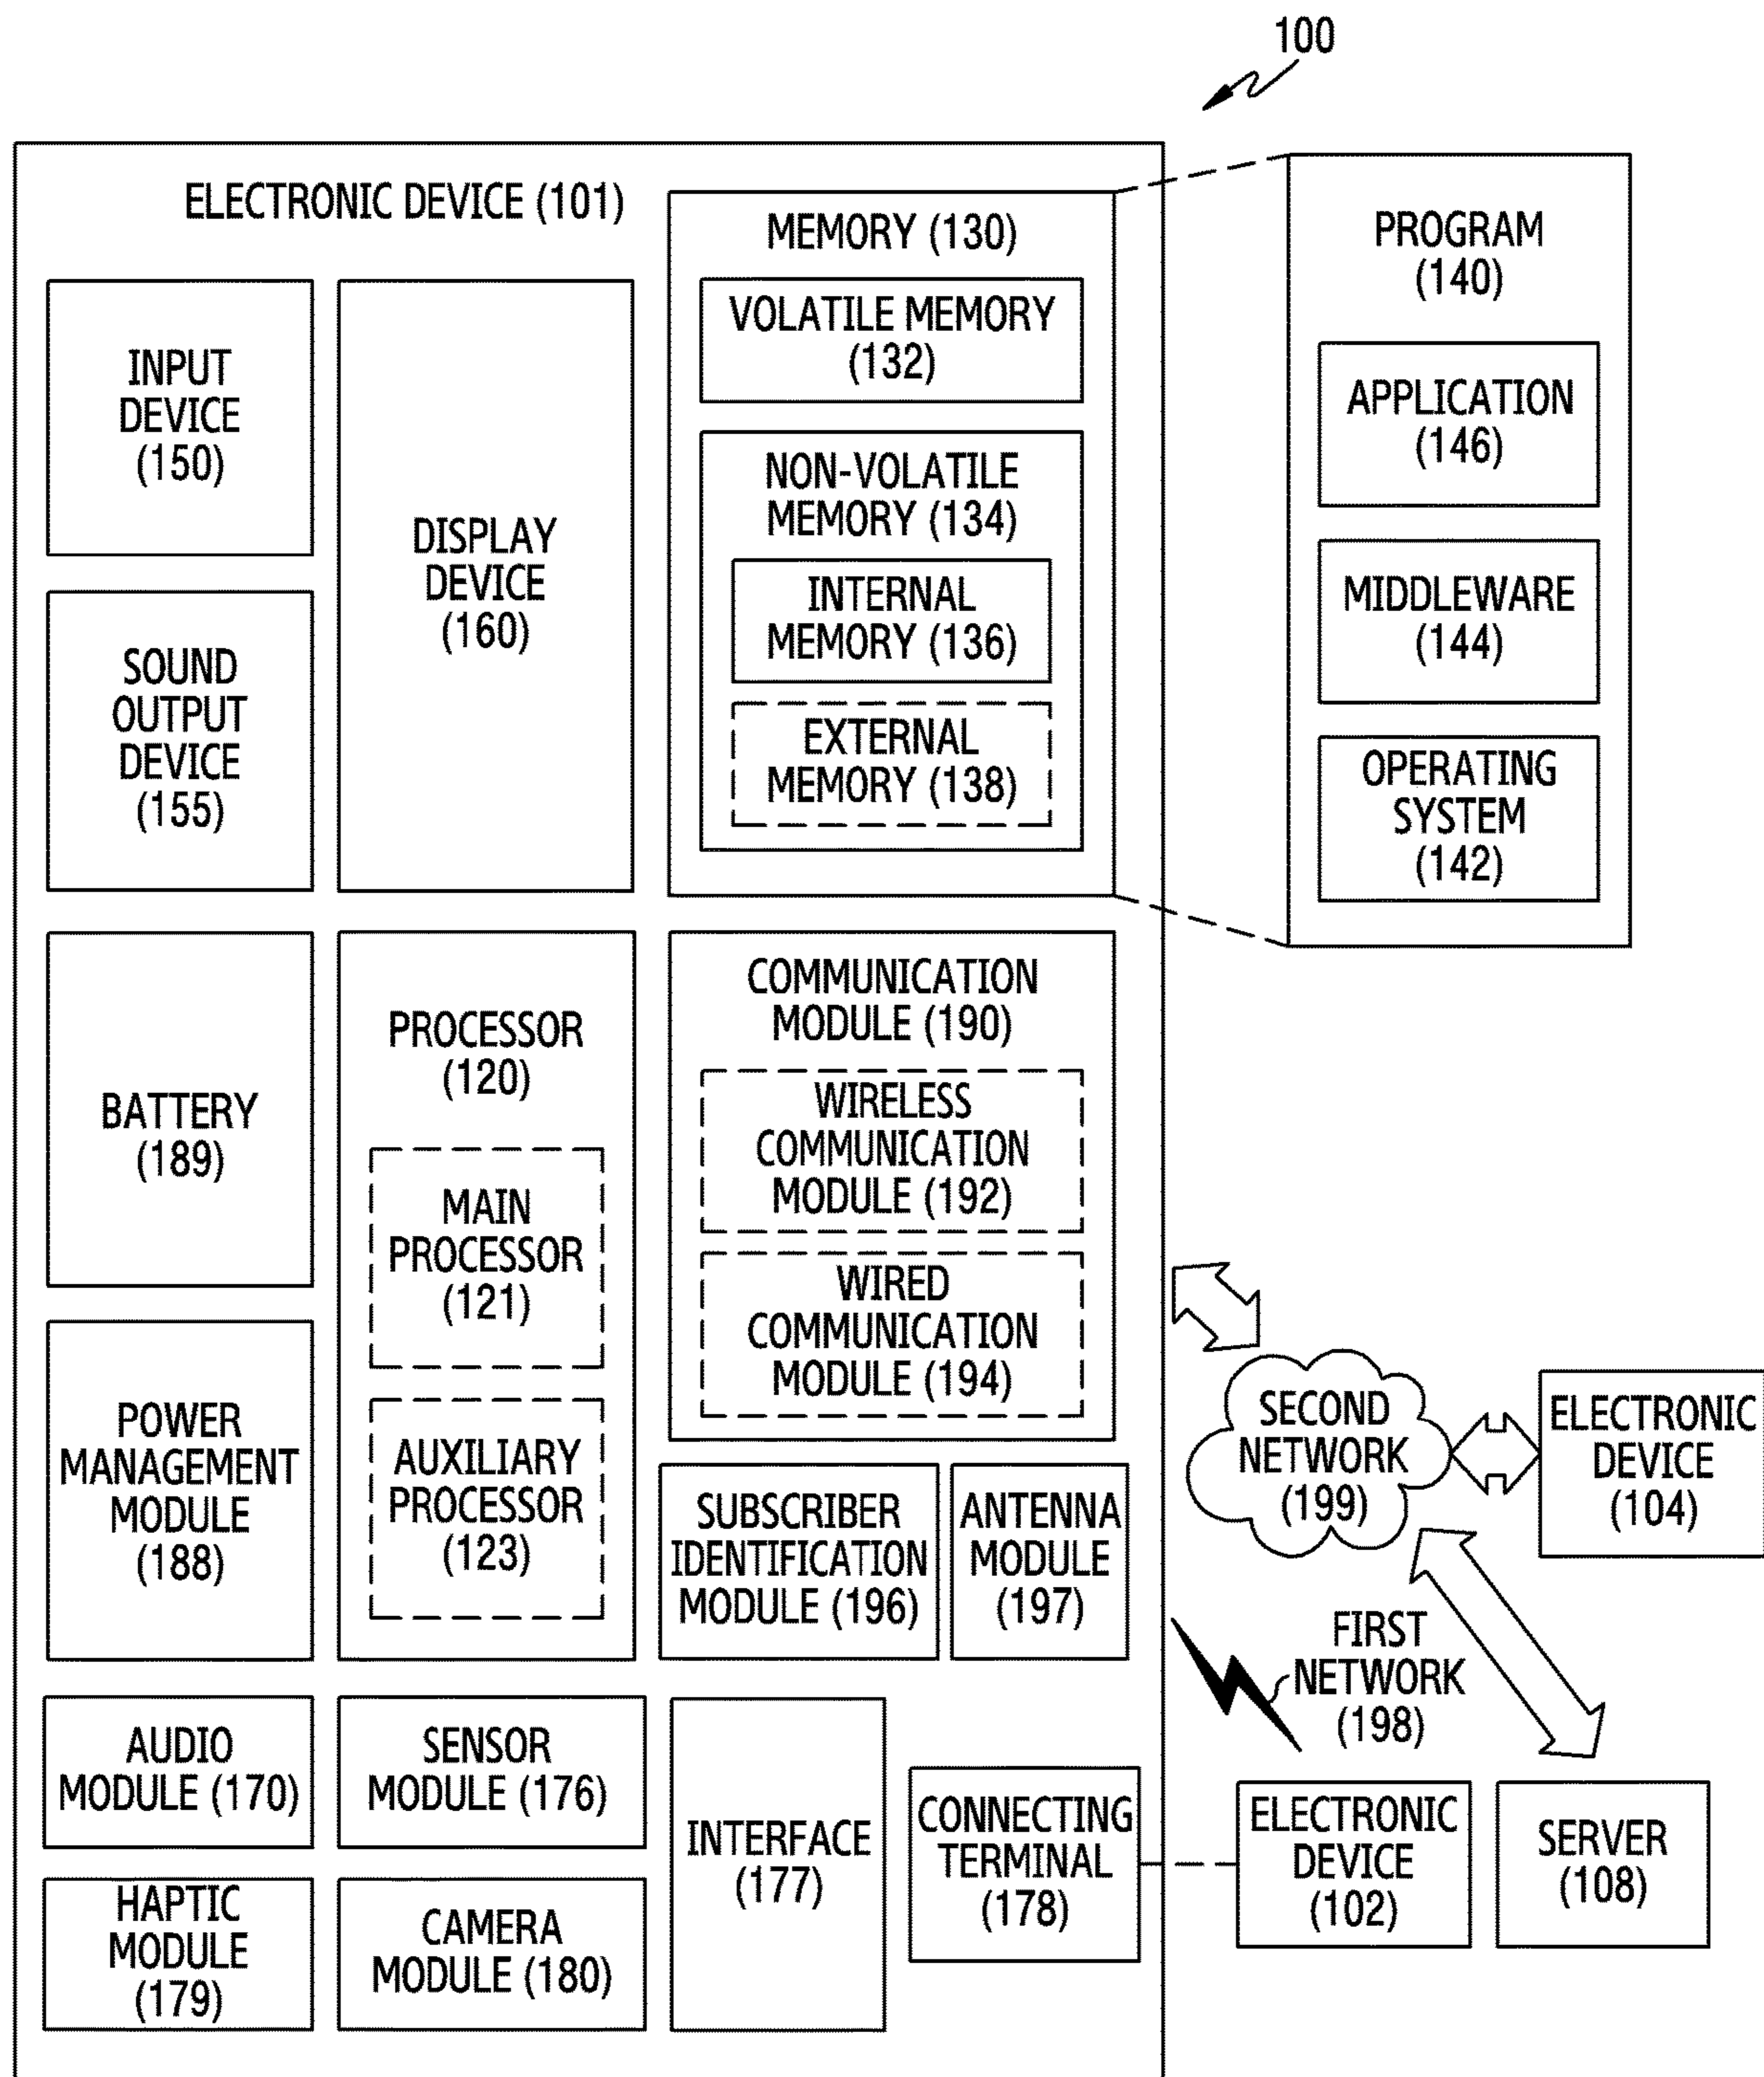 100
ELECTRONIC DEVICE (101)
INPUT
DEVICE
(150)
SOUND
OUTPUT
DEVICE
(155)
DISPLAY
DEVICE
(160)
MEMORY (130)
VOLATILE MEMORY
(132)
NON-VOLATILE
MEMORY (134)
INTERNAL
MEMORY (136)
EXTERNAL
MEMORY (138)
PROGRAM
(140)
APPLICATION
(146)
MIDDLEWARE
(144)
OPERATING
SYSTEM
(142)
BATTERY
(189)
POWER
MANAGEMENT
MODULE
(188)
PROCESSOR
(120)
MAIN
PROCESSOR
(121)
AUXILIARY
PROCESSOR
(123)
COMMUNICATION
MODULE (190)
WIRELESS
COMMUNICATION
MODULE (192)
WIRED
COMMUNICATION
MODULE (194)
SUBSCRIBER
IDENTIFICATION
MODULE (196)
ANTENNA
MODULE
(197)
SECOND
NETWORK
(199)
ELECTRONIC
DEVICE
(104)
FIRST
NETWORK
(198)
AUDIO
MODULE (170)
SENSOR
MODULE (176)
HAPTIC
MODULE
(179)
CAMERA
MODULE (180)
INTERFACE
(177)
CONNECTING
TERMINAL
(178)
ELECTRONIC
DEVICE
(102)
SERVER
(108)